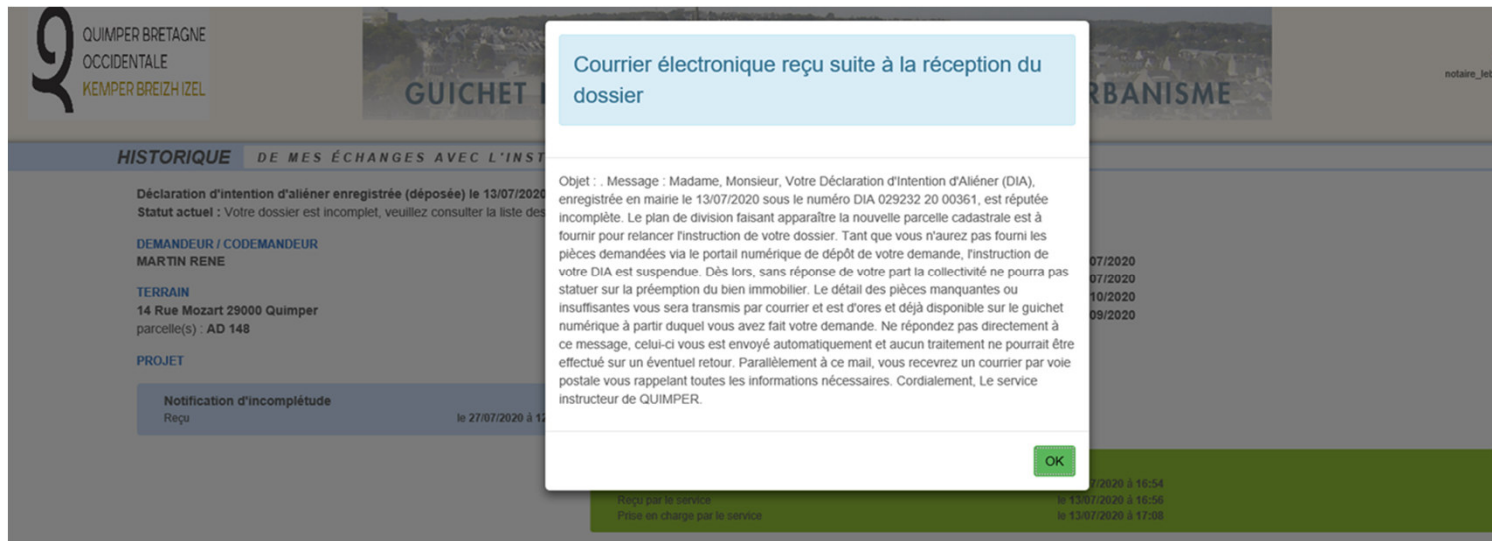 QUIMPER BRETAGNE
OCCIDENTALE
KEMPER BREIZH IZEL
GUICHET
RBANISME
notaire_leb
HISTORIQUE DE MES ÉCHANGES AVEC L'INST
Déclaration d'intention d'aliéner enregistrée (déposée) le 13/07/2020
Statut actuel : Votre dossier est incomplet, veuillez consulter la liste des
DEMANDEUR / CODEMANDEUR
MARTIN RENE
TERRAIN
14 Rue Mozart 29000 Quimper
parcelle(s) : AD 148
PROJET
Notification d'incomplétude
Reçu le 27/07/2020 à 12
Courrier électronique reçu suite à la réception du
dossier
Objet : . Message : Madame, Monsieur, Votre Déclaration d'Intention d'Aliéner (DIA),
enregistrée en mairie le 13/07/2020 sous le numéro DIA 029232 20 00361, est réputée
incomplète. Le plan de division faisant apparaître la nouvelle parcelle cadastrale est à
fournir pour relancer l'instruction de votre dossier. Tant que vous n'aurez pas fourni les
pièces demandées via le portail numérique de dépôt de votre demande, l'instruction de
votre DIA est suspendue. Dès lors, sans réponse de votre part la collectivité ne pourra pas
statuer sur la préemption du bien immobilier. Le détail des pièces manquantes ou
insuffisantes vous sera transmis par courrier et est d'ores et déjà disponible sur le guichet
numérique à partir duquel vous avez fait votre demande. Ne répondez pas directement à
ce message, celui-ci vous est envoyé automatiquement et aucun traitement ne pourrait être
effectué sur un éventuel retour. Parallèlement à ce mail, vous recevrez un courrier par voie
postale vous rappelant toutes les informations nécessaires. Cordialement, Le service
instructeur de QUIMPER.
OK
07/2020
07/2020
10/2020
09/2020
7/2020 à 16:54
Reçu par le service le 13/07/2020 à 16:56
Prise en charge par le service le 13/07/2020 à 17:08